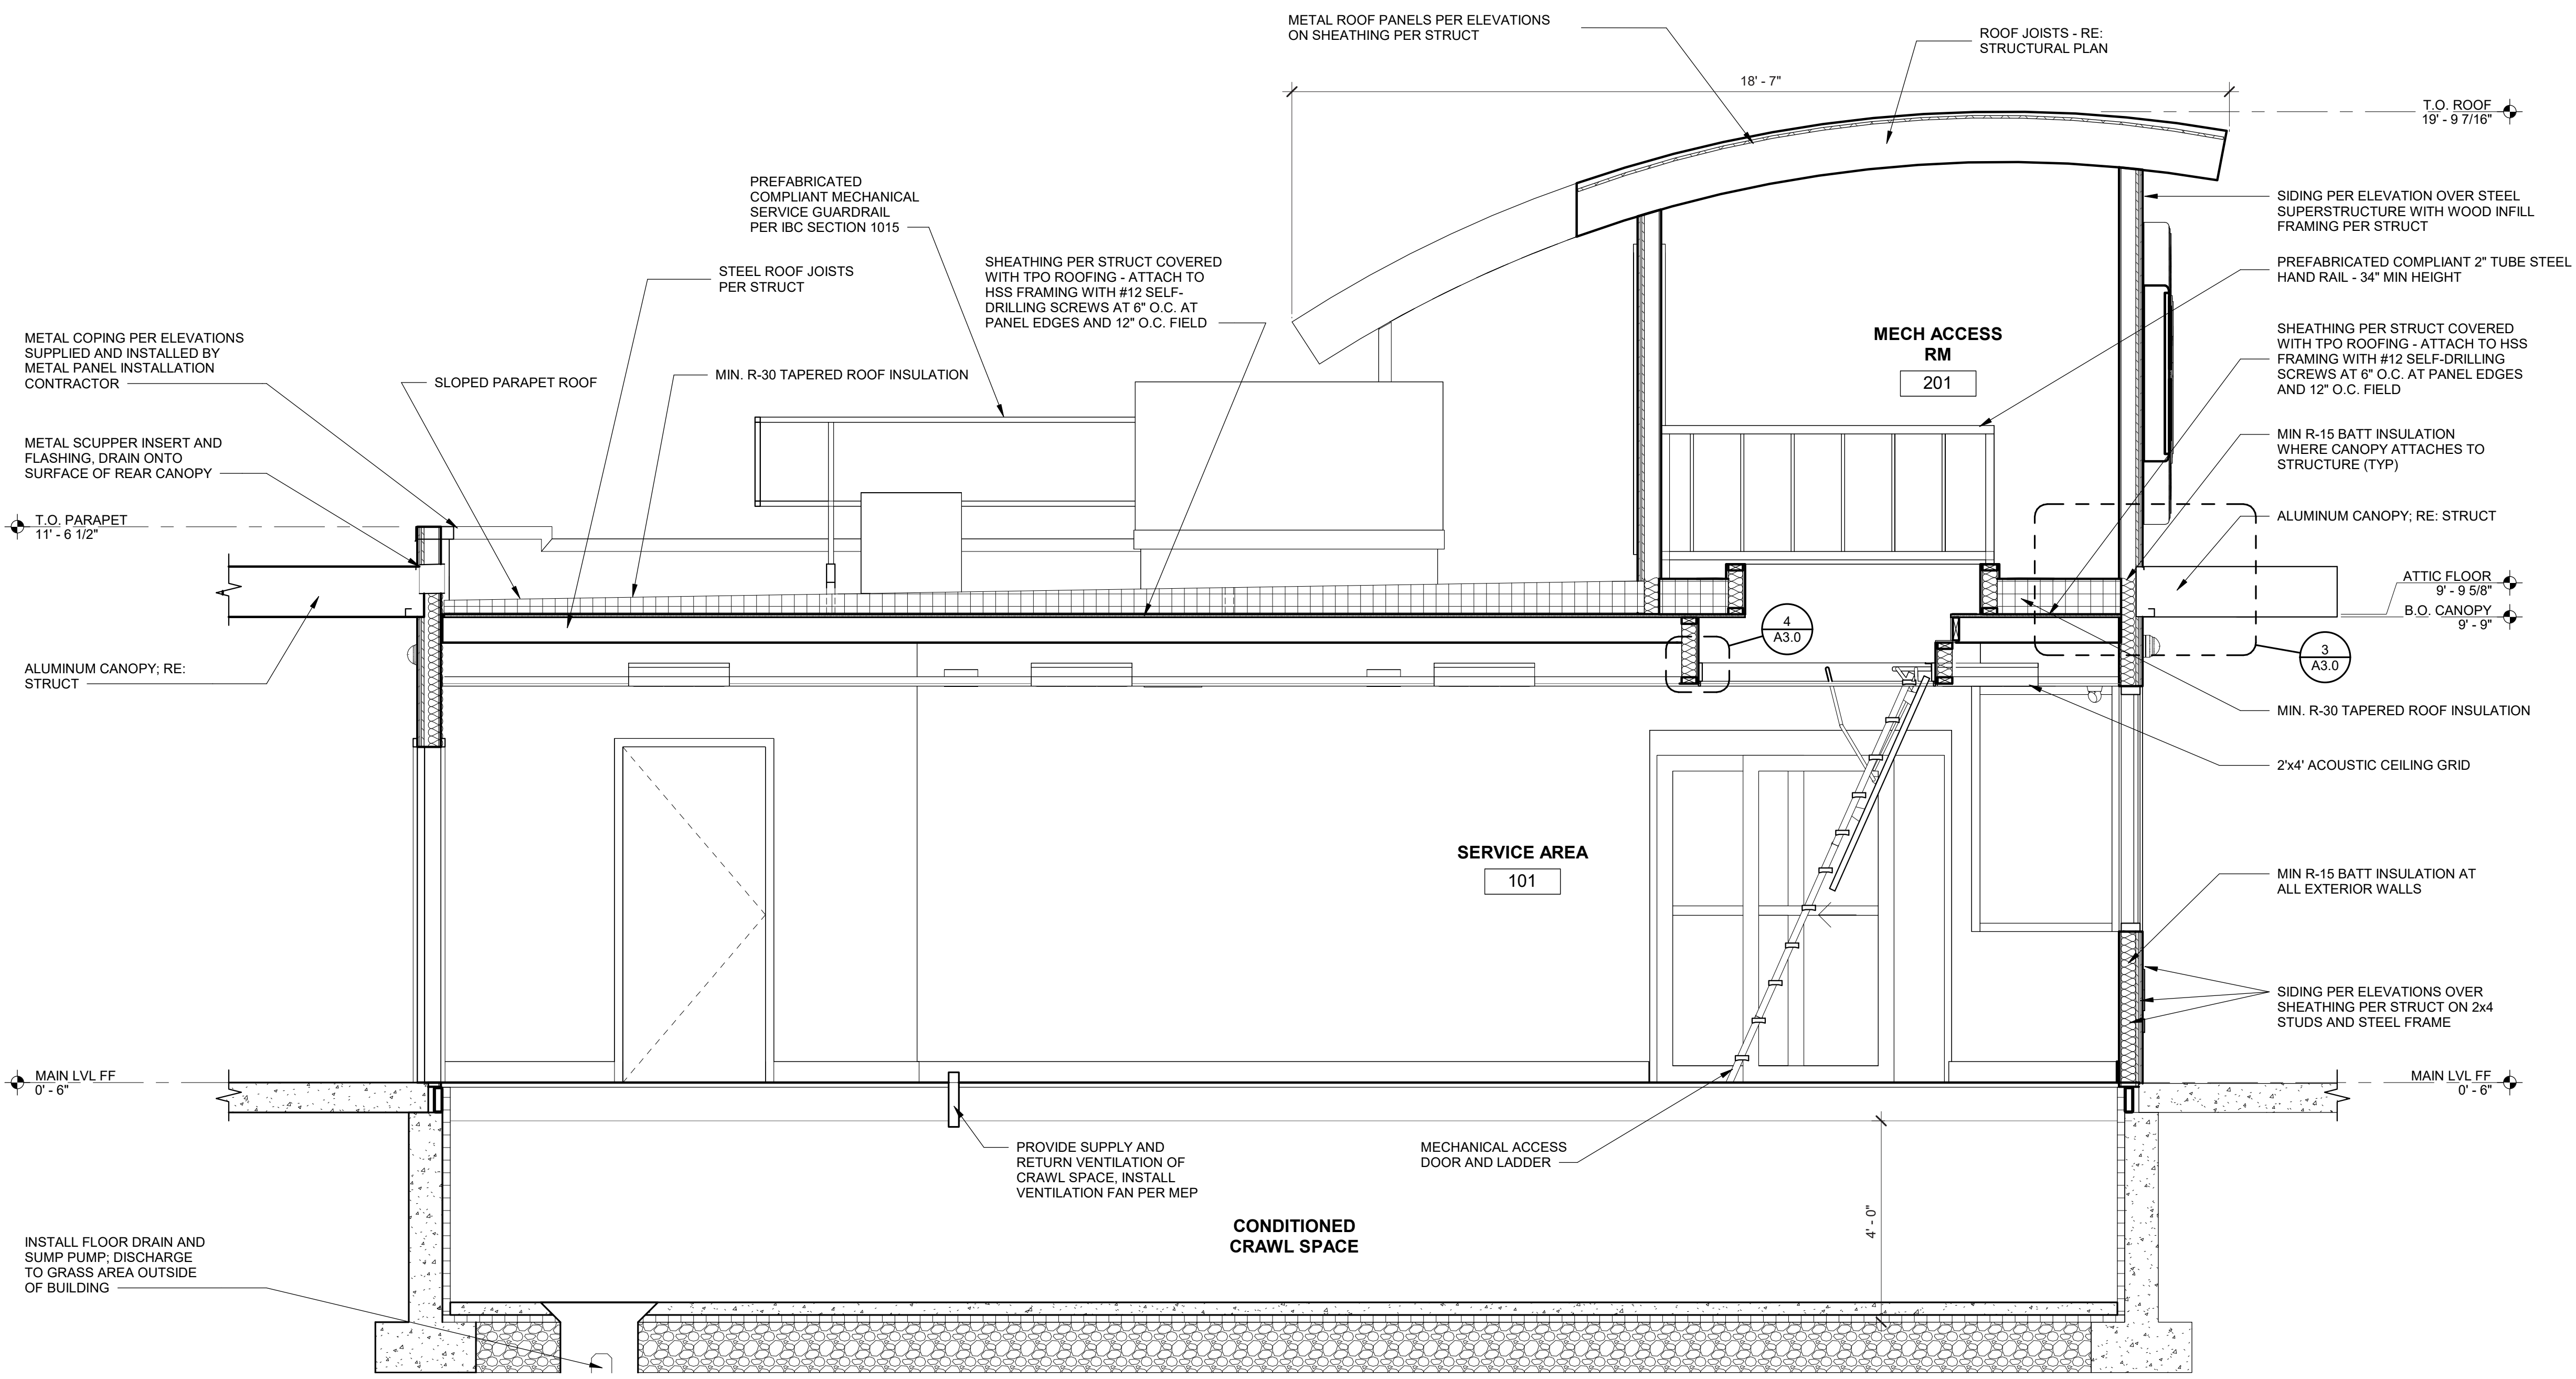 METAL ROOF PANELS PER ELEVATIONS
ON SHEATHING PER STRUCT
ROOF JOISTS - RE:
STRUCTURAL PLAN
18' - 7"
T.O. ROOF
19' - 9 7/16"
PREFABRICATED
COMPLIANT MECHANICAL
SERVICE GUARDRAIL
PER IBC SECTION 1015
STEEL ROOF JOISTS
PER STRUCT
SHEATHING PER STRUCT COVERED
WITH TPO ROOFING - ATTACH TO
HSS FRAMING WITH #12 SELF-
DRILLING SCREWS AT 6" O.C. AT
PANEL EDGES AND 12" O.C. FIELD
SIDING PER ELEVATION OVER STEEL
SUPERSTRUCTURE WITH WOOD INFILL
FRAMING PER STRUCT
PREFABRICATED COMPLIANT 2" TUBE STEEL
HAND RAIL - 34" MIN HEIGHT
METAL COPING PER ELEVATIONS
SUPPLIED AND INSTALLED BY
METAL PANEL INSTALLATION
CONTRACTOR
SLOPED PARAPET ROOF
MIN. R-30 TAPERED ROOF INSULATION
MECH ACCESS
RM
201
SHEATHING PER STRUCT COVERED
WITH TPO ROOFING - ATTACH TO HSS
FRAMING WITH #12 SELF-DRILLING
SCREWS AT 6" O.C. AT PANEL EDGES
AND 12" O.C. FIELD
METAL SCUPPER INSERT AND
FLASHING, DRAIN ONTO
SURFACE OF REAR CANOPY
MIN R-15 BATT INSULATION
WHERE CANOPY ATTACHES TO
STRUCTURE (TYP)
T.O. PARAPET
11' - 6 1/2"
ALUMINUM CANOPY; RE: STRUCT
ATTIC FLOOR
9' - 9 5/8"
B.O. CANOPY
9' - 9"
4
A3.0
3
A3.0
ALUMINUM CANOPY; RE:
STRUCT
MIN. R-30 TAPERED ROOF INSULATION
2'x4' ACOUSTIC CEILING GRID
SERVICE AREA
101
MIN R-15 BATT INSULATION AT
ALL EXTERIOR WALLS
SIDING PER ELEVATIONS OVER
SHEATHING PER STRUCT ON 2x4
STUDS AND STEEL FRAME
MAIN LVL FF
0' - 6"
MAIN LVL FF
0' - 6"
PROVIDE SUPPLY AND
RETURN VENTILATION OF
CRAWL SPACE, INSTALL
VENTILATION FAN PER MEP
MECHANICAL ACCESS
DOOR AND LADDER
4' - 0"
CONDITIONED
CRAWL SPACE
INSTALL FLOOR DRAIN AND
SUMP PUMP; DISCHARGE
TO GRASS AREA OUTSIDE
OF BUILDING